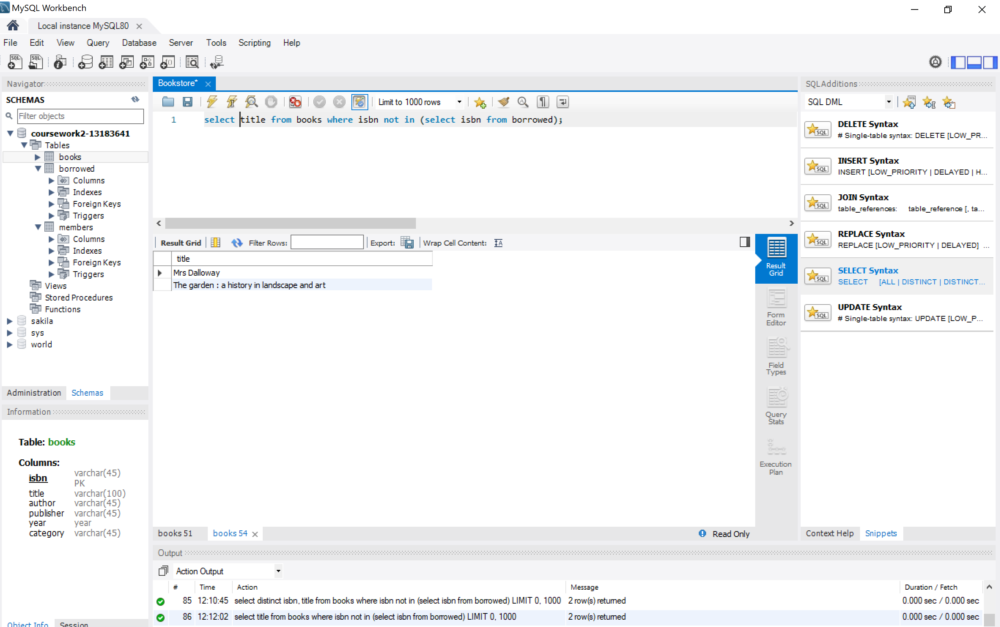 MySQL Workbench
Local instance MySQL80
File Edit View Query Database Server Tools Scripting Help
Navigator
SCHEMAS
Filter objects
coursework2-13183641
Tables
books
borrowed
Columns
Indexes
Foreign Keys
Triggers
members
Columns
Indexes
Foreign Keys
Triggers
Views
Stored Procedures
Functions
sakila
sys
world
Administration Schemas
Information
Table: books
Columns:
isbn varchar(45) PK
title varchar(100)
author varchar(45)
publisher varchar(45)
year year
category varchar(45)
Object Info Session
Bookstore*
Limit to 1000 rows
1 select title from books where isbn not in (select isbn from borrowed);
Result Grid Filter Rows: Export: Wrap Cell Content:
title
Mrs Dalloway
The garden : a history in landscape and art
Result Grid
Form Editor
Field Types
Query Stats
Execution Plan
books 51 books 54 Read Only
SQLAdditions
SQL DML
DELETE Syntax
# Single-table syntax: DELETE [LOW_PR...
INSERT Syntax
INSERT [LOW_PRIORITY | DELAYED | H...
JOIN Syntax
table_references: table_reference [, ta...
REPLACE Syntax
REPLACE [LOW_PRIORITY | DELAYED] ...
SELECT Syntax
SELECT [ALL | DISTINCT | DISTINCT...
UPDATE Syntax
# Single-table syntax: UPDATE [LOW_P...
Context Help Snippets
Output
Action Output
# Time Action Message Duration / Fetch
85 12:10:45 select distinct isbn, title from books where isbn not in (select isbn from borrowed) LIMIT 0, 1000 2 row(s) returned 0.000 sec / 0.000 sec
86 12:12:02 select title from books where isbn not in (select isbn from borrowed) LIMIT 0, 1000 2 row(s) returned 0.000 sec / 0.000 sec